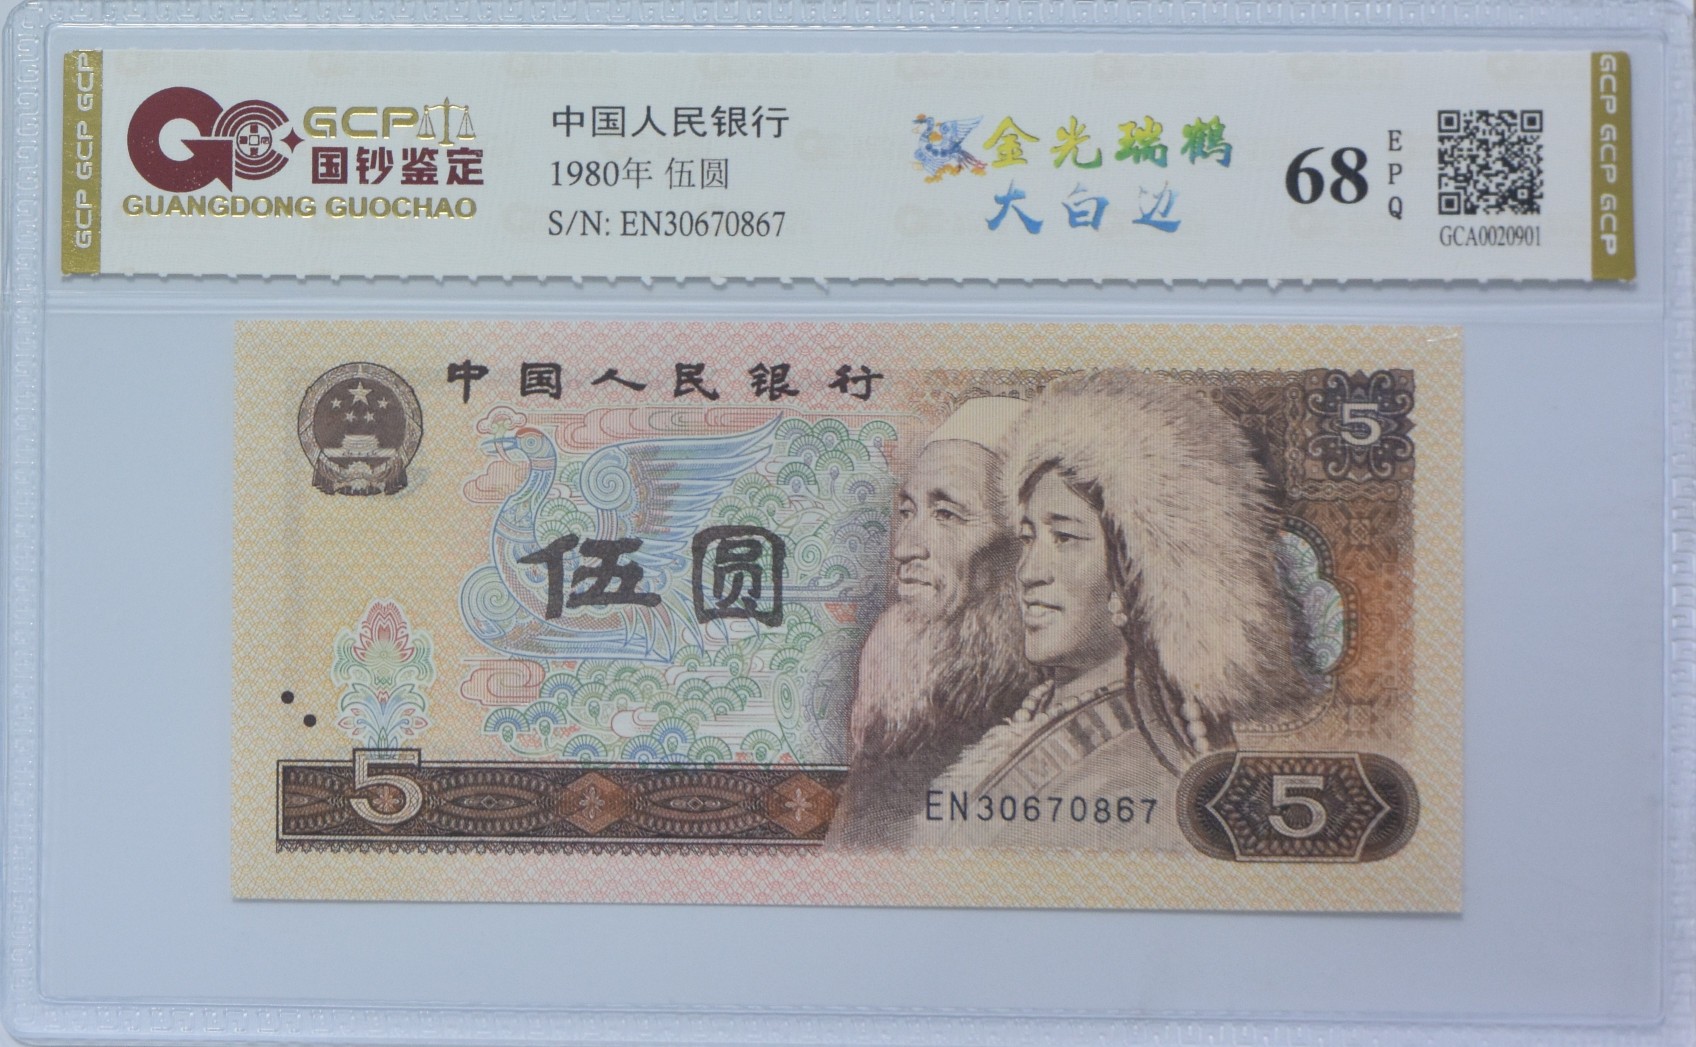 GCP GCP GCP
GCP
国钞鉴定
GUANGDONG GUOCHAO
中国人民银行
1980年 伍圆
S/N: EN30670867
金光瑞鹤
大白边
68
EPQ
GCA0020901
GCP GCP GCP
中国人民银行
5
伍圆
5
EN30670867
5